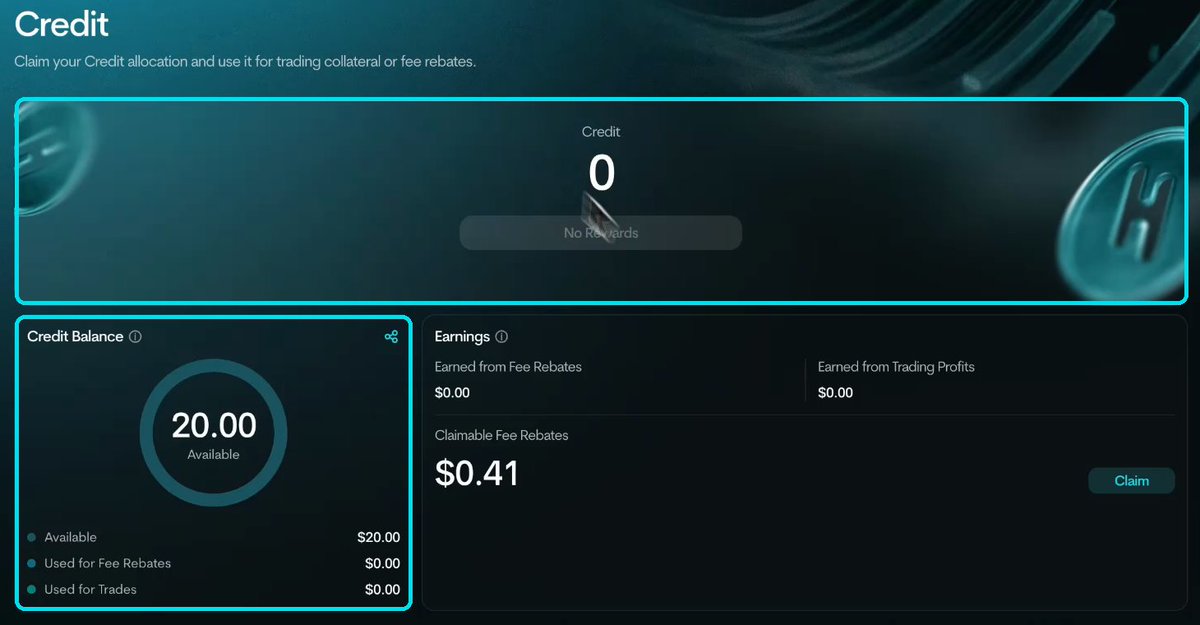 Credit
Claim your Credit allocation and use it for trading collateral or fee rebates.
Credit
0
No Rewards
Credit Balance
20.00
Available
Available $20.00
Used for Fee Rebates $0.00
Used for Trades $0.00
Earnings
Earned from Fee Rebates
$0.00
Earned from Trading Profits
$0.00
Claimable Fee Rebates
$0.41
Claim